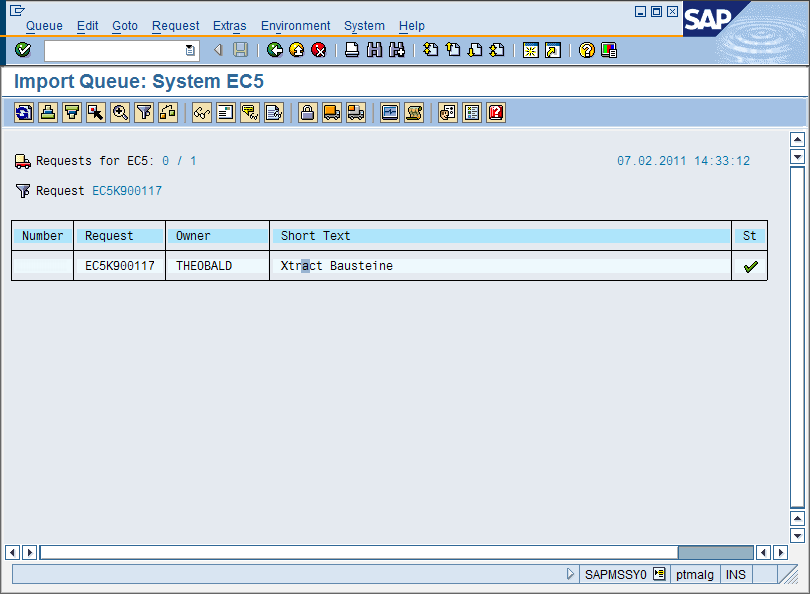 Queue Edit Goto Request Extras Environment System Help
SAP
Import Queue: System EC5
Requests for EC5: 0 / 1 07.02.2011 14:33:12
Request EC5K900117
Number Request Owner Short Text St
EC5K900117 THEOBALD Xtract Bausteine
SAPMSSY0 ptmalg INS